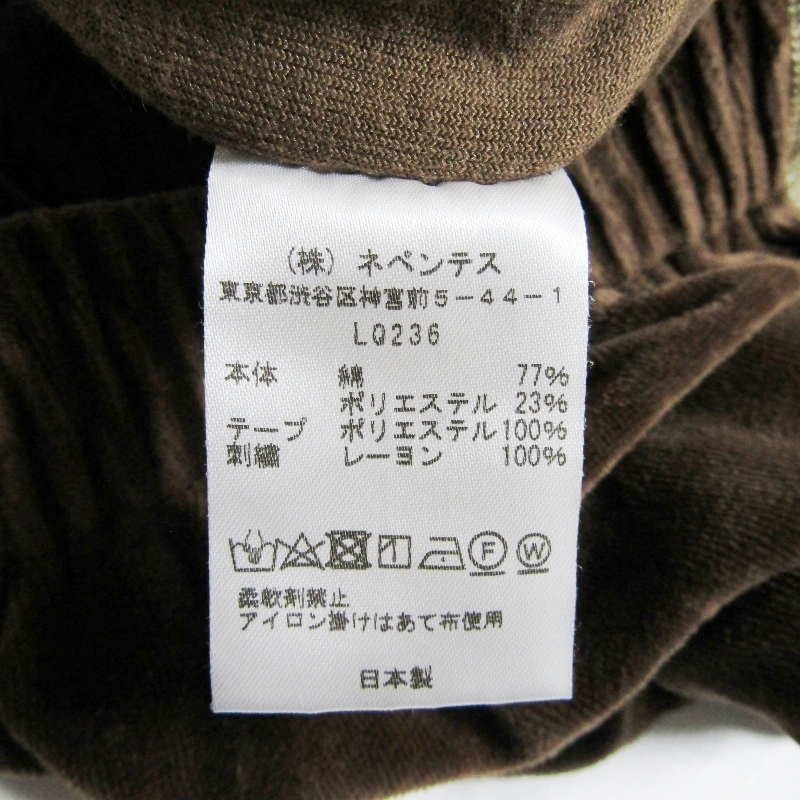 （株）ネペンテス
東京都渋谷区神宮前５−４４−１
LQ236
本体 綿 77%
ポリエステル 23%
テープ ポリエステル 100%
刺繍 レーヨン 100%
F W
柔軟剤禁止
アイロン掛けはあて布使用
日本製